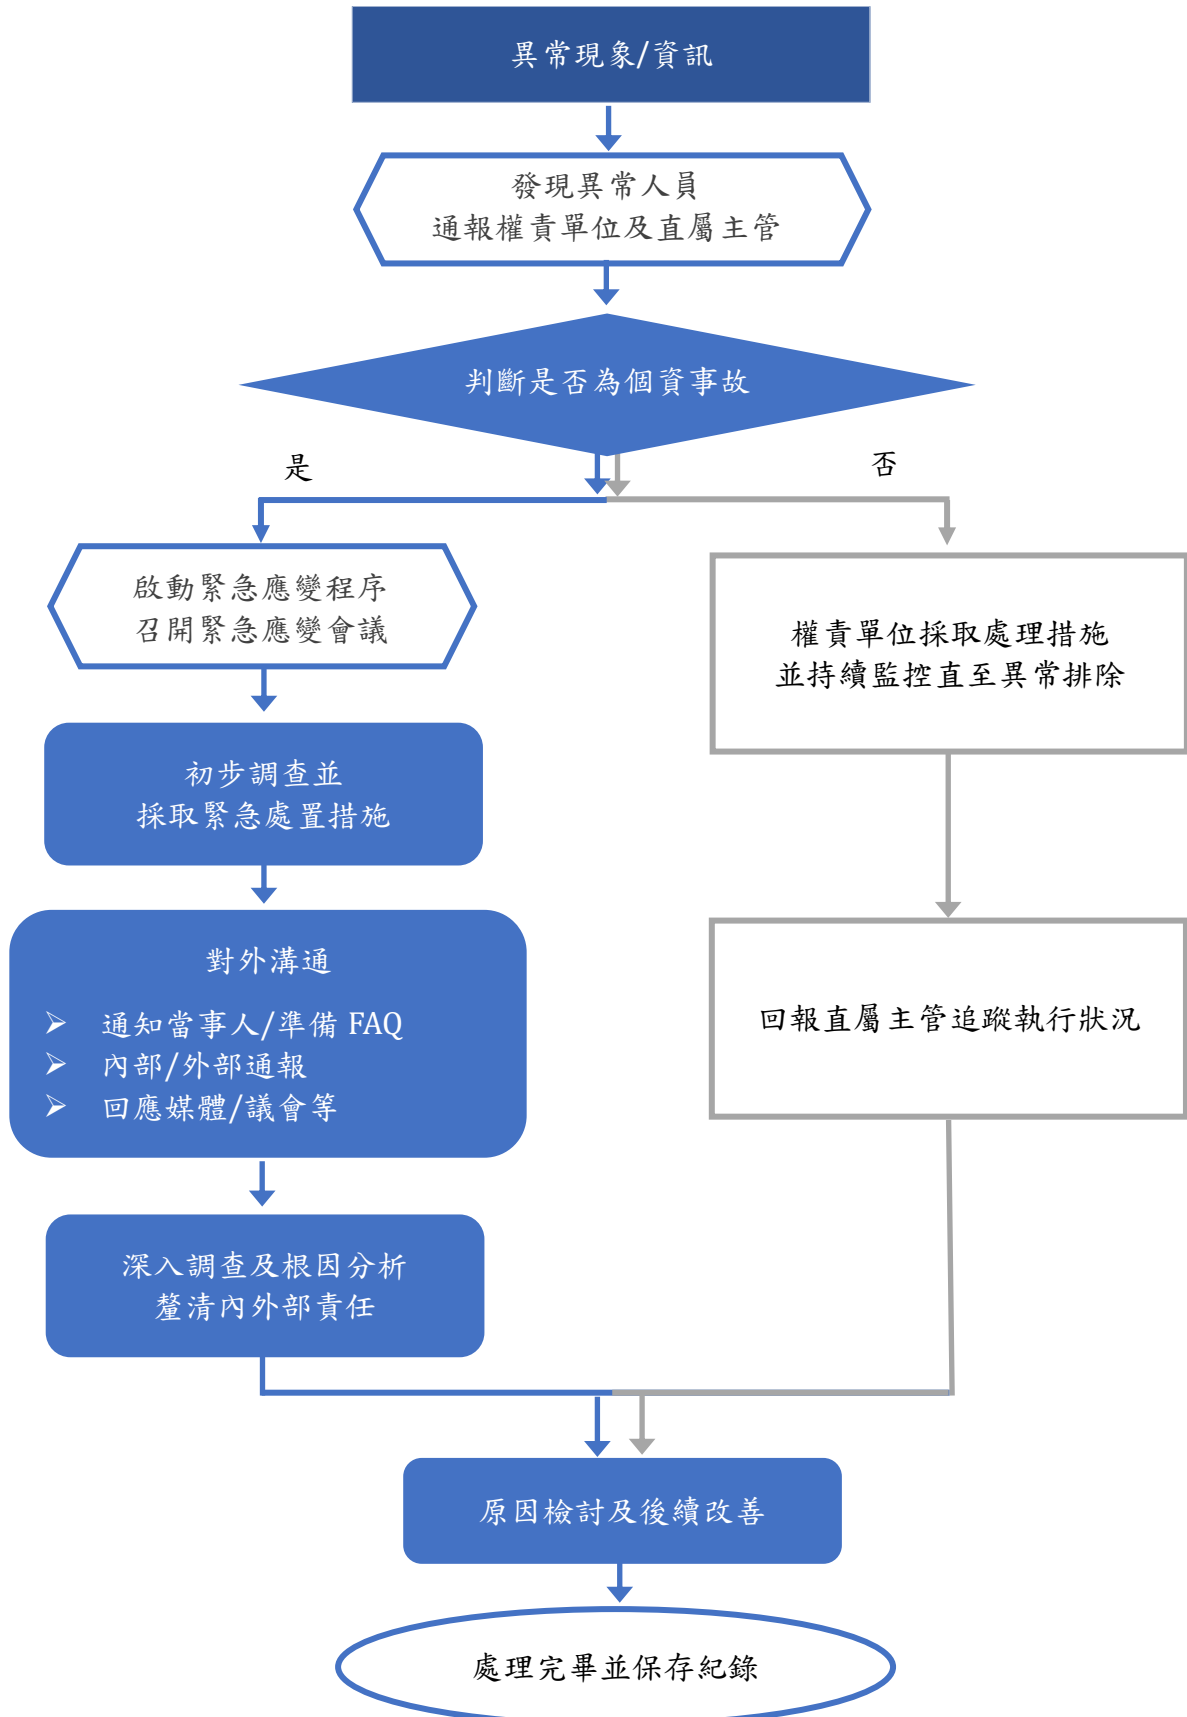 異常現象/資訊
發現異常人員
通報權責單位及直屬主管
判斷是否為個資事故
是
否
啟動緊急應變程序
召開緊急應變會議
權責單位採取處理措施
並持續監控直至異常排除
初步調查並
採取緊急處置措施
對外溝通
➢ 通知當事人/準備 FAQ
➢ 內部/外部通報
➢ 回應媒體/議會等
回報直屬主管追蹤執行狀況
深入調查及根因分析
釐清內外部責任
原因檢討及後續改善
處理完畢並保存紀錄